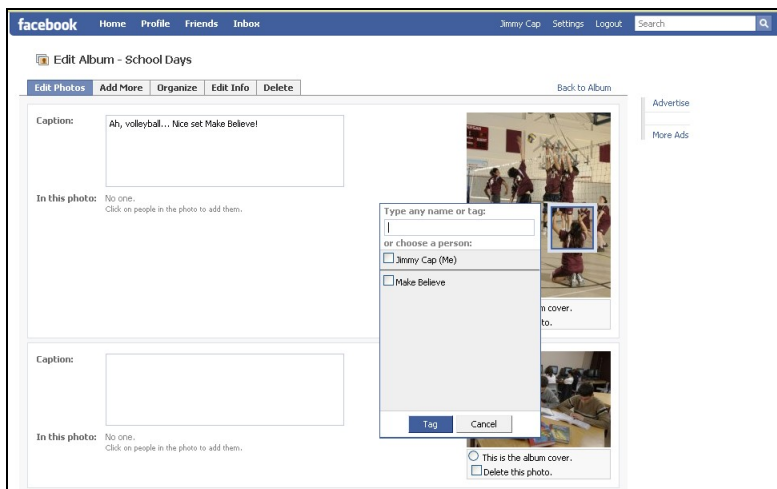 facebook Home Profile Friends Inbox Jimmy Cap Settings Logout Search
Edit Album - School Days
Edit Photos Add More Organize Edit Info Delete Back to Album
Advertise
More Ads
Caption:
Ah, volleyball... Nice set Make Believe!
In this photo: No one.
Click on people in the photo to add them.
Type any name or tag:
or choose a person:
Jimmy Cap (Me)
Make Believe
Tag Cancel
cover.
to.
Caption:
In this photo: No one.
Click on people in the photo to add them.
This is the album cover.
Delete this photo.